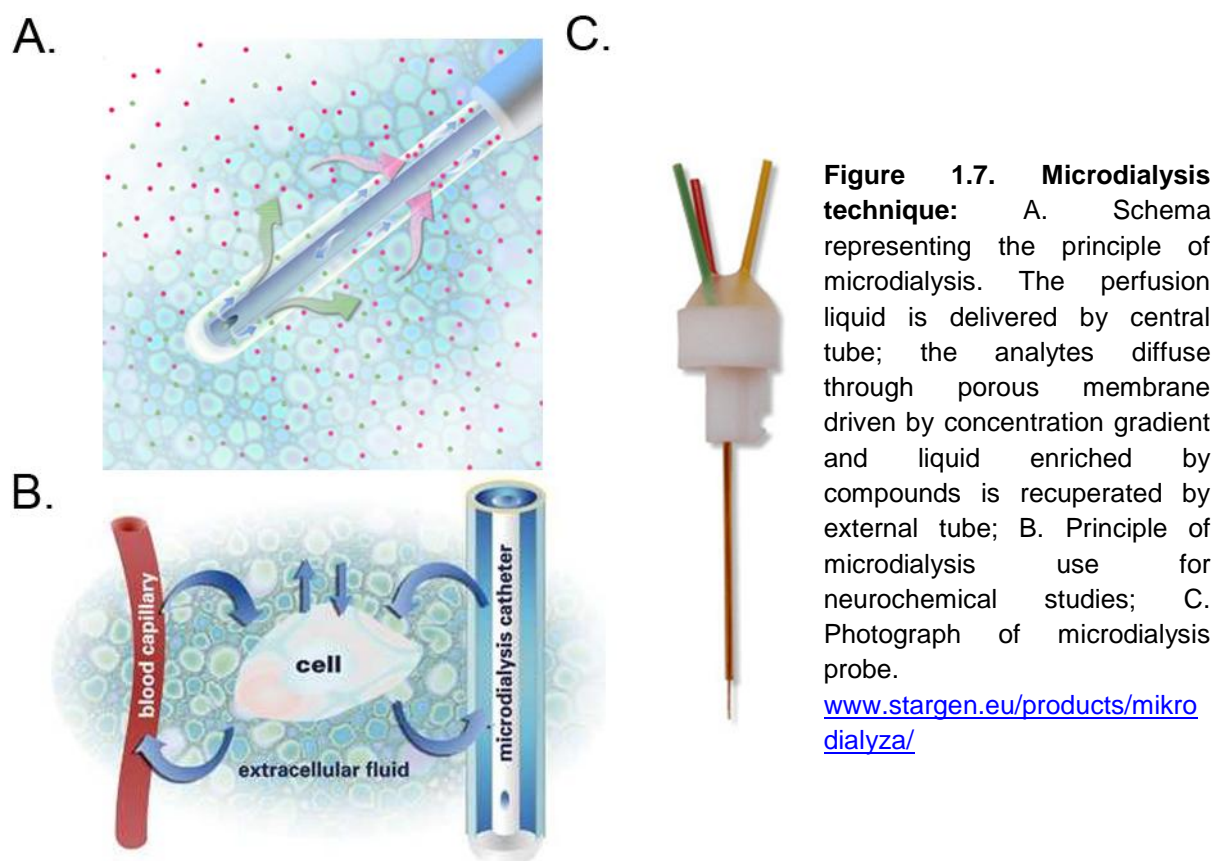 A.
B.
blood capillary
cell
extracellular fluid
microdialysis catheter
C.
Figure 1.7. Microdialysis
technique: A. Schema
representing the principle of
microdialysis. The perfusion
liquid is delivered by central
tube; the analytes diffuse
through porous membrane
driven by concentration gradient
and liquid enriched by
compounds is recuperated by
external tube; B. Principle of
microdialysis use for
neurochemical studies; C.
Photograph of microdialysis
probe.
www.stargen.eu/products/mikro
dialyza/